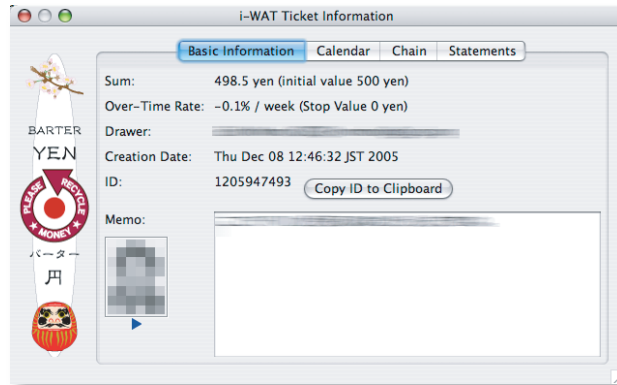 i-WAT Ticket Information
Basic Information Calendar Chain Statements
Sum: 498.5 yen (initial value 500 yen)
Over-Time Rate: -0.1% / week (Stop Value 0 yen)
Drawer:
Creation Date: Thu Dec 08 12:46:32 JST 2005
ID: 1205947493 Copy ID to Clipboard
Memo:
BARTER
YEN
PLEASE RECYCLE
MONEY
バーター
円